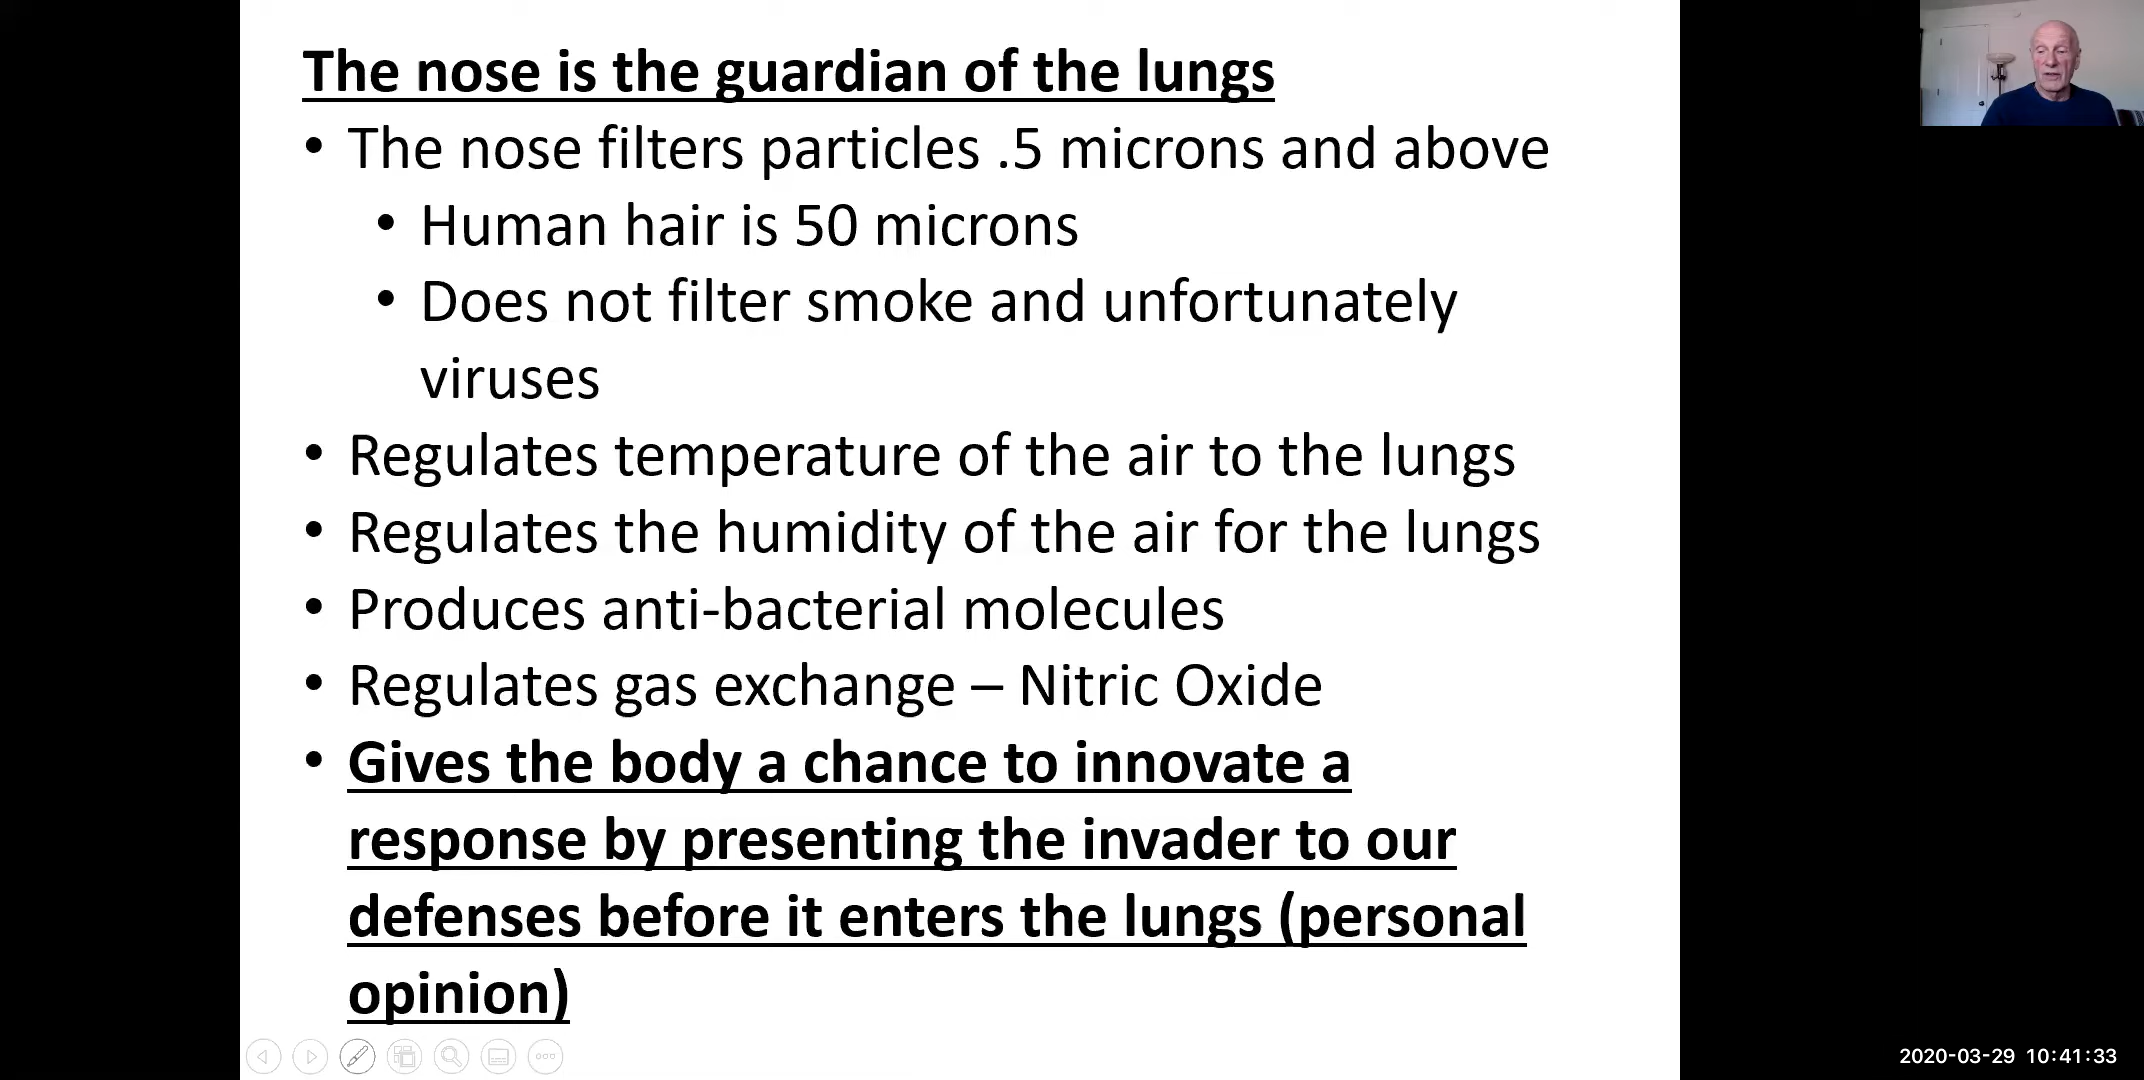 The nose is the guardian of the lungs
• The nose filters particles .5 microns and above
• Human hair is 50 microns
• Does not filter smoke and unfortunately
viruses
• Regulates temperature of the air to the lungs
• Regulates the humidity of the air for the lungs
• Produces anti-bacterial molecules
• Regulates gas exchange – Nitric Oxide
• Gives the body a chance to innovate a
response by presenting the invader to our
defenses before it enters the lungs (personal
opinion)
2020-03-29 10:41:33